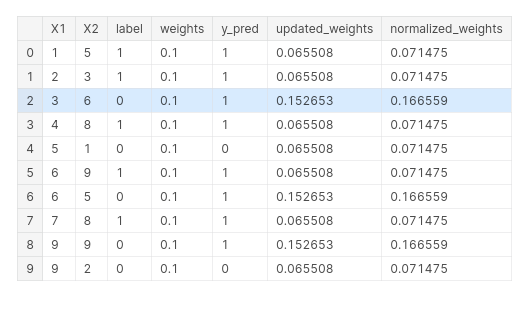 X1 X2 label weights y_pred updated_weights normalized_weights
0 1 5 1 0.1 1 0.065508 0.071475
1 2 3 1 0.1 1 0.065508 0.071475
2 3 6 0 0.1 1 0.152653 0.166559
3 4 8 1 0.1 1 0.065508 0.071475
4 5 1 0 0.1 0 0.065508 0.071475
5 6 9 1 0.1 1 0.065508 0.071475
6 6 5 0 0.1 1 0.152653 0.166559
7 7 8 1 0.1 1 0.065508 0.071475
8 9 9 0 0.1 1 0.152653 0.166559
9 9 2 0 0.1 0 0.065508 0.071475